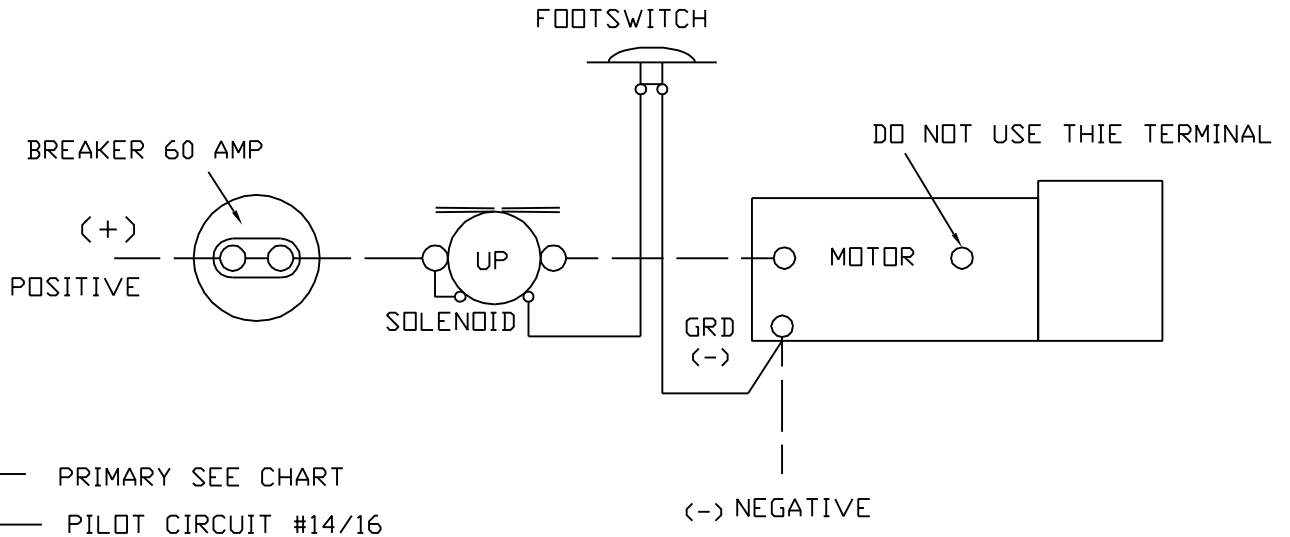 FOOTSWITCH
DO NOT USE THIE TERMINAL
BREAKER 60 AMP
(+)
POSITIVE
UP
MOTOR
SOLENOID
GRD
(-)
PRIMARY SEE CHART
(-) NEGATIVE
PILOT CIRCUIT #14/16